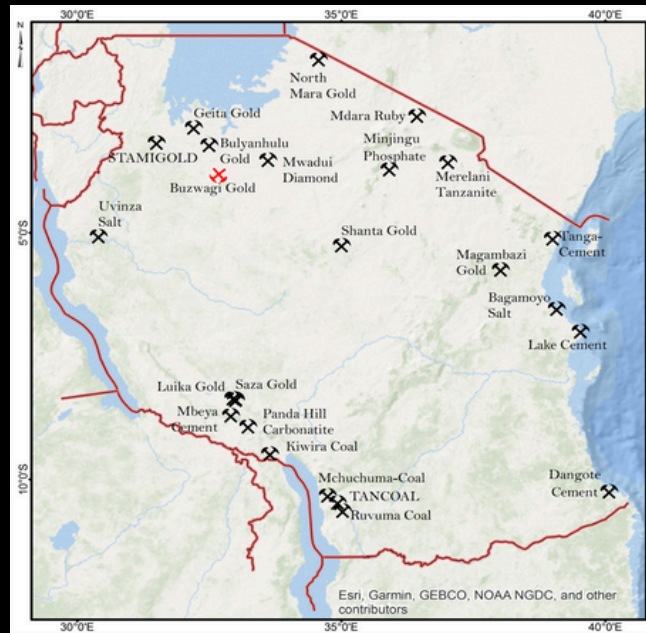 30°0'E 35°0'E 40°0'E
N
North
Mara Gold
Mdara Ruby
Geita Gold
Minjingu
Phosphate
STAMIGOLD
Bulyanhulu
Gold
Mwadui
Diamond
Merelani
Tanzanite
Buzwagi Gold
Uvinza
Salt
5°0'S
Shanta Gold
Tanga-
Cement
Magambazi
Gold
Bagamoyo
Salt
Lake Cement
Luika Gold
Saza Gold
Mbeya
Cement
Panda Hill
Carbonatite
Kiwira Coal
10°0'S
Mchuchuma-Coal
TANCOAL
Ruvuma Coal
Dangote
Cement
Esri, Garmin, GEBCO, NOAA NGDC, and other
contributors
30°0'E 35°0'E 40°0'E